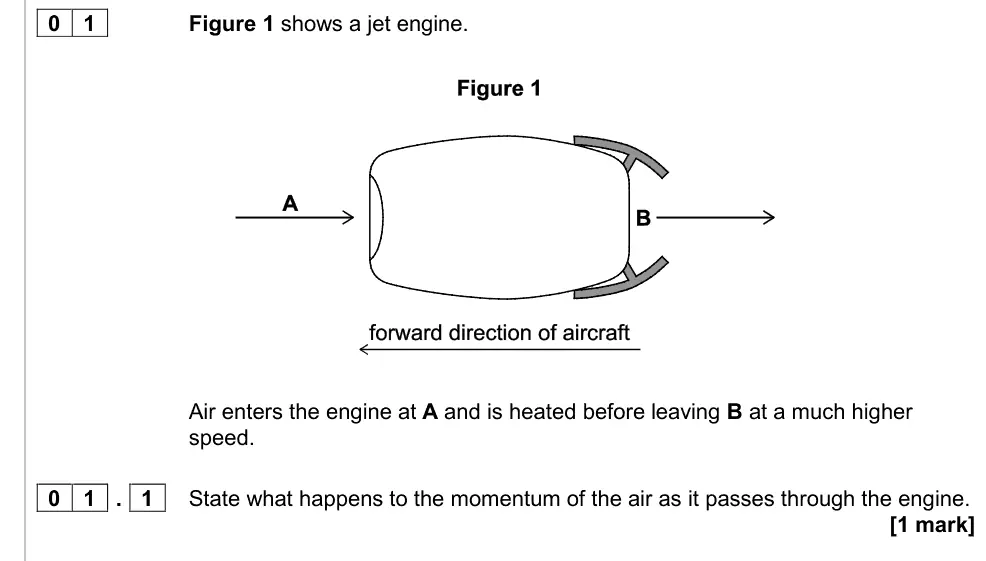 0 1 Figure 1 shows a jet engine.
Figure 1
A
B
forward direction of aircraft
Air enters the engine at A and is heated before leaving B at a much higher
speed.
0 1 . 1 State what happens to the momentum of the air as it passes through the engine.
[1 mark]